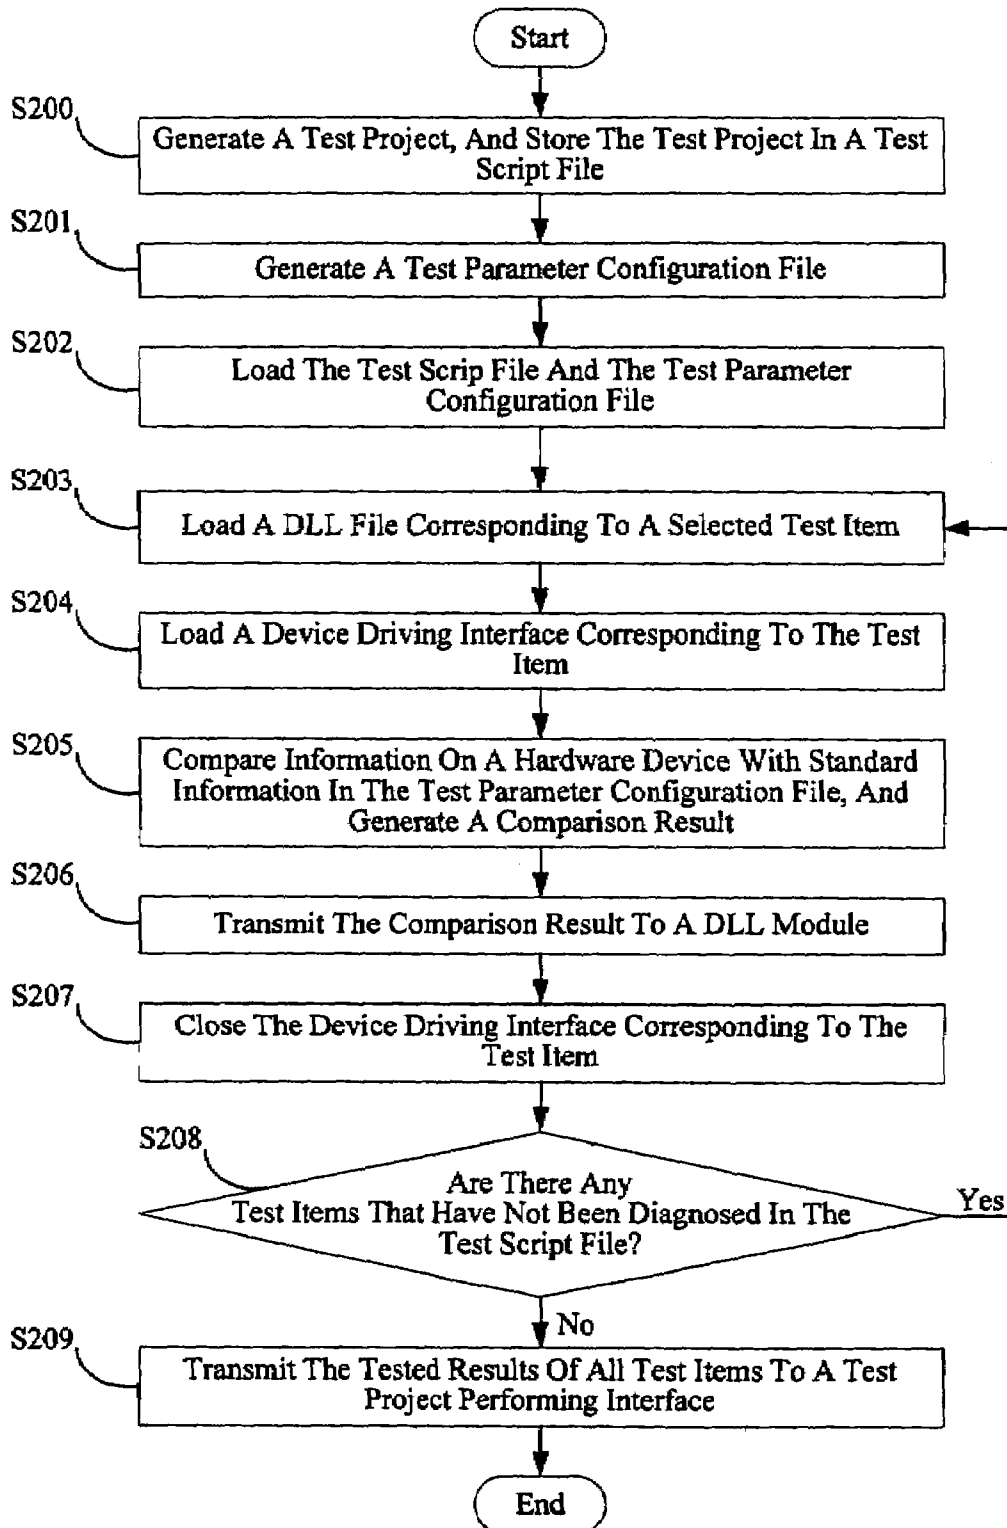 Start
S200
Generate A Test Project, And Store The Test Project In A Test
Script File
S201
Generate A Test Parameter Configuration File
S202
Load The Test Scrip File And The Test Parameter
Configuration File
S203
Load A DLL File Corresponding To A Selected Test Item
S204
Load A Device Driving Interface Corresponding To The Test
Item
S205
Compare Information On A Hardware Device With Standard
Information In The Test Parameter Configuration File, And
Generate A Comparison Result
S206
Transmit The Comparison Result To A DLL Module
S207
Close The Device Driving Interface Corresponding To The
Test Item
S208
Are There Any
Test Items That Have Not Been Diagnosed In The
Test Script File?
Yes
No
S209
Transmit The Tested Results Of All Test Items To A Test
Project Performing Interface
End